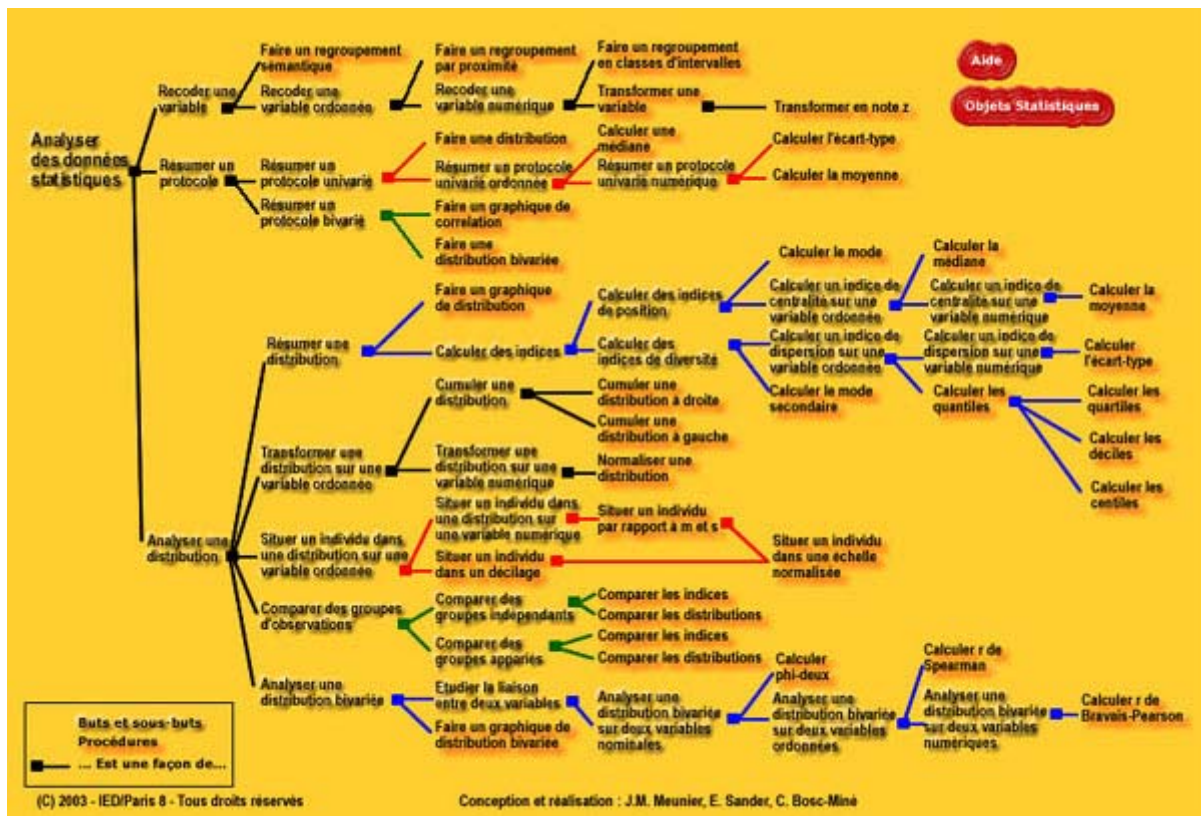 Faire un regroupement
sémantique
Faire un regroupement
par proximité
Faire un regroupement
en classes d'intervalles
Aide
Recoder une
variable
Recoder une
variable ordonnée
Recoder une
variable numérique
Transformer une
variable
Transformer en note z
Objets Statistiques
Analyser
des données
statistiques
Faire une distribution
Calculer une
médiane
Calculer l'écart-type
Résumer un
protocole
Résumer un
protocole univarié
Résumer un protocole
univarié ordonnée
Résumer un protocole
univarié numérique
Calculer la moyenne
Résumer un
protocole bivarié
Faire un graphique de
correlation
Faire une
distribution bivariée
Calculer le mode
Calculer la
médiane
Faire un graphique
de distribution
Calculer des indices
de position
Calculer un indice de
centralité sur une
variable ordonnée
Calculer un indice de
centralité sur une
variable numérique
Calculer la
moyenne
Résumer une
distribution
Calculer des indices
Calculer des
indices de diversité
Calculer un indice de
dispersion sur une
variable ordonnée
Calculer un indice de
dispersion sur une
variable numérique
Calculer
l'écart-type
Calculer le mode
secondaire
Calculer les
quantiles
Calculer les
quartiles
Calculer les
déciles
Calculer les
centiles
Cumuler une
distribution
Cumuler une
distribution à droite
Cumuler une
distribution à gauche
Transformer une
distribution sur une
variable ordonnée
Transformer une
distribution sur une
variable numérique
Normaliser une
distribution
Analyser une
distribution
Situer un individu dans
une distribution sur une
variable ordonnée
Situer un individu dans
une distribution sur
une variable numérique
Situer un individu
par rapport à m et s
Situer un individu
dans un décilage
Situer un individu
dans une échelle
normalisée
Comparer des groupes
d'observations
Comparer des
groupes indépendants
Comparer les indices
Comparer les distributions
Comparer des
groupes appariés
Comparer les indices
Comparer les distributions
Analyser une
distribution bivariée
Etudier la liaison
entre deux variables
Faire un graphique de
distribution bivariée
Analyser une
distribution bivariée
sur deux variables
nominales
Calculer
phi-deux
Analyser une
distribution bivariée
sur deux variables
ordonnées
Calculer r de
Spearman
Analyser une
distribution bivariée
sur deux variables
numériques
Calculer r de
Bravais-Pearson
Buts et sous-buts
Procédures
... Est une façon de...
(C) 2003 - IED/Paris 8 - Tous droits réservés
Conception et réalisation : J.M. Meunier, E. Sander, C. Bosc-Miné